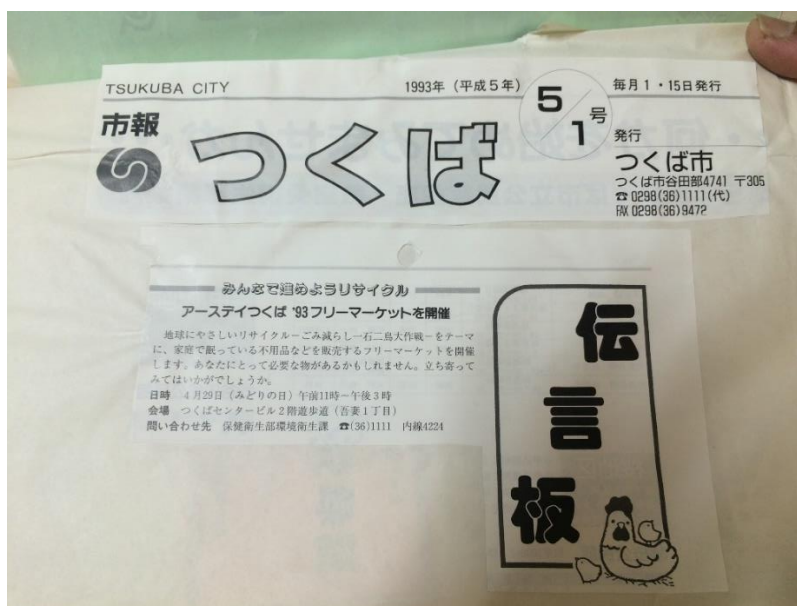 TSUKUBA CITY
1993年(平成5年)
5/1号
毎月1・15日発行
市報
つくば
発行
つくば市
つくば市谷田部4741 〒305
☎ 0298(36)1111(代)
FAX 0298(36)9472
みんなで進めようリサイクル
アースデイつくば '93フリーマーケットを開催
地球にやさしいリサイクル−ごみ減らし一石二鳥大作戦−をテーマ
に、家庭で眠っている不用品などを販売するフリーマーケットを開催
します。あなたにとって必要な物があるかもしれません。立ち寄って
みてはいかがでしょうか。
日時 4月29日(みどりの日)午前11時−午後3時
会場 つくばセンタービル2階遊歩道(吾妻1丁目)
問い合わせ先 保健衛生部環境衛生課 ☎(36)1111 内線4224
伝言板